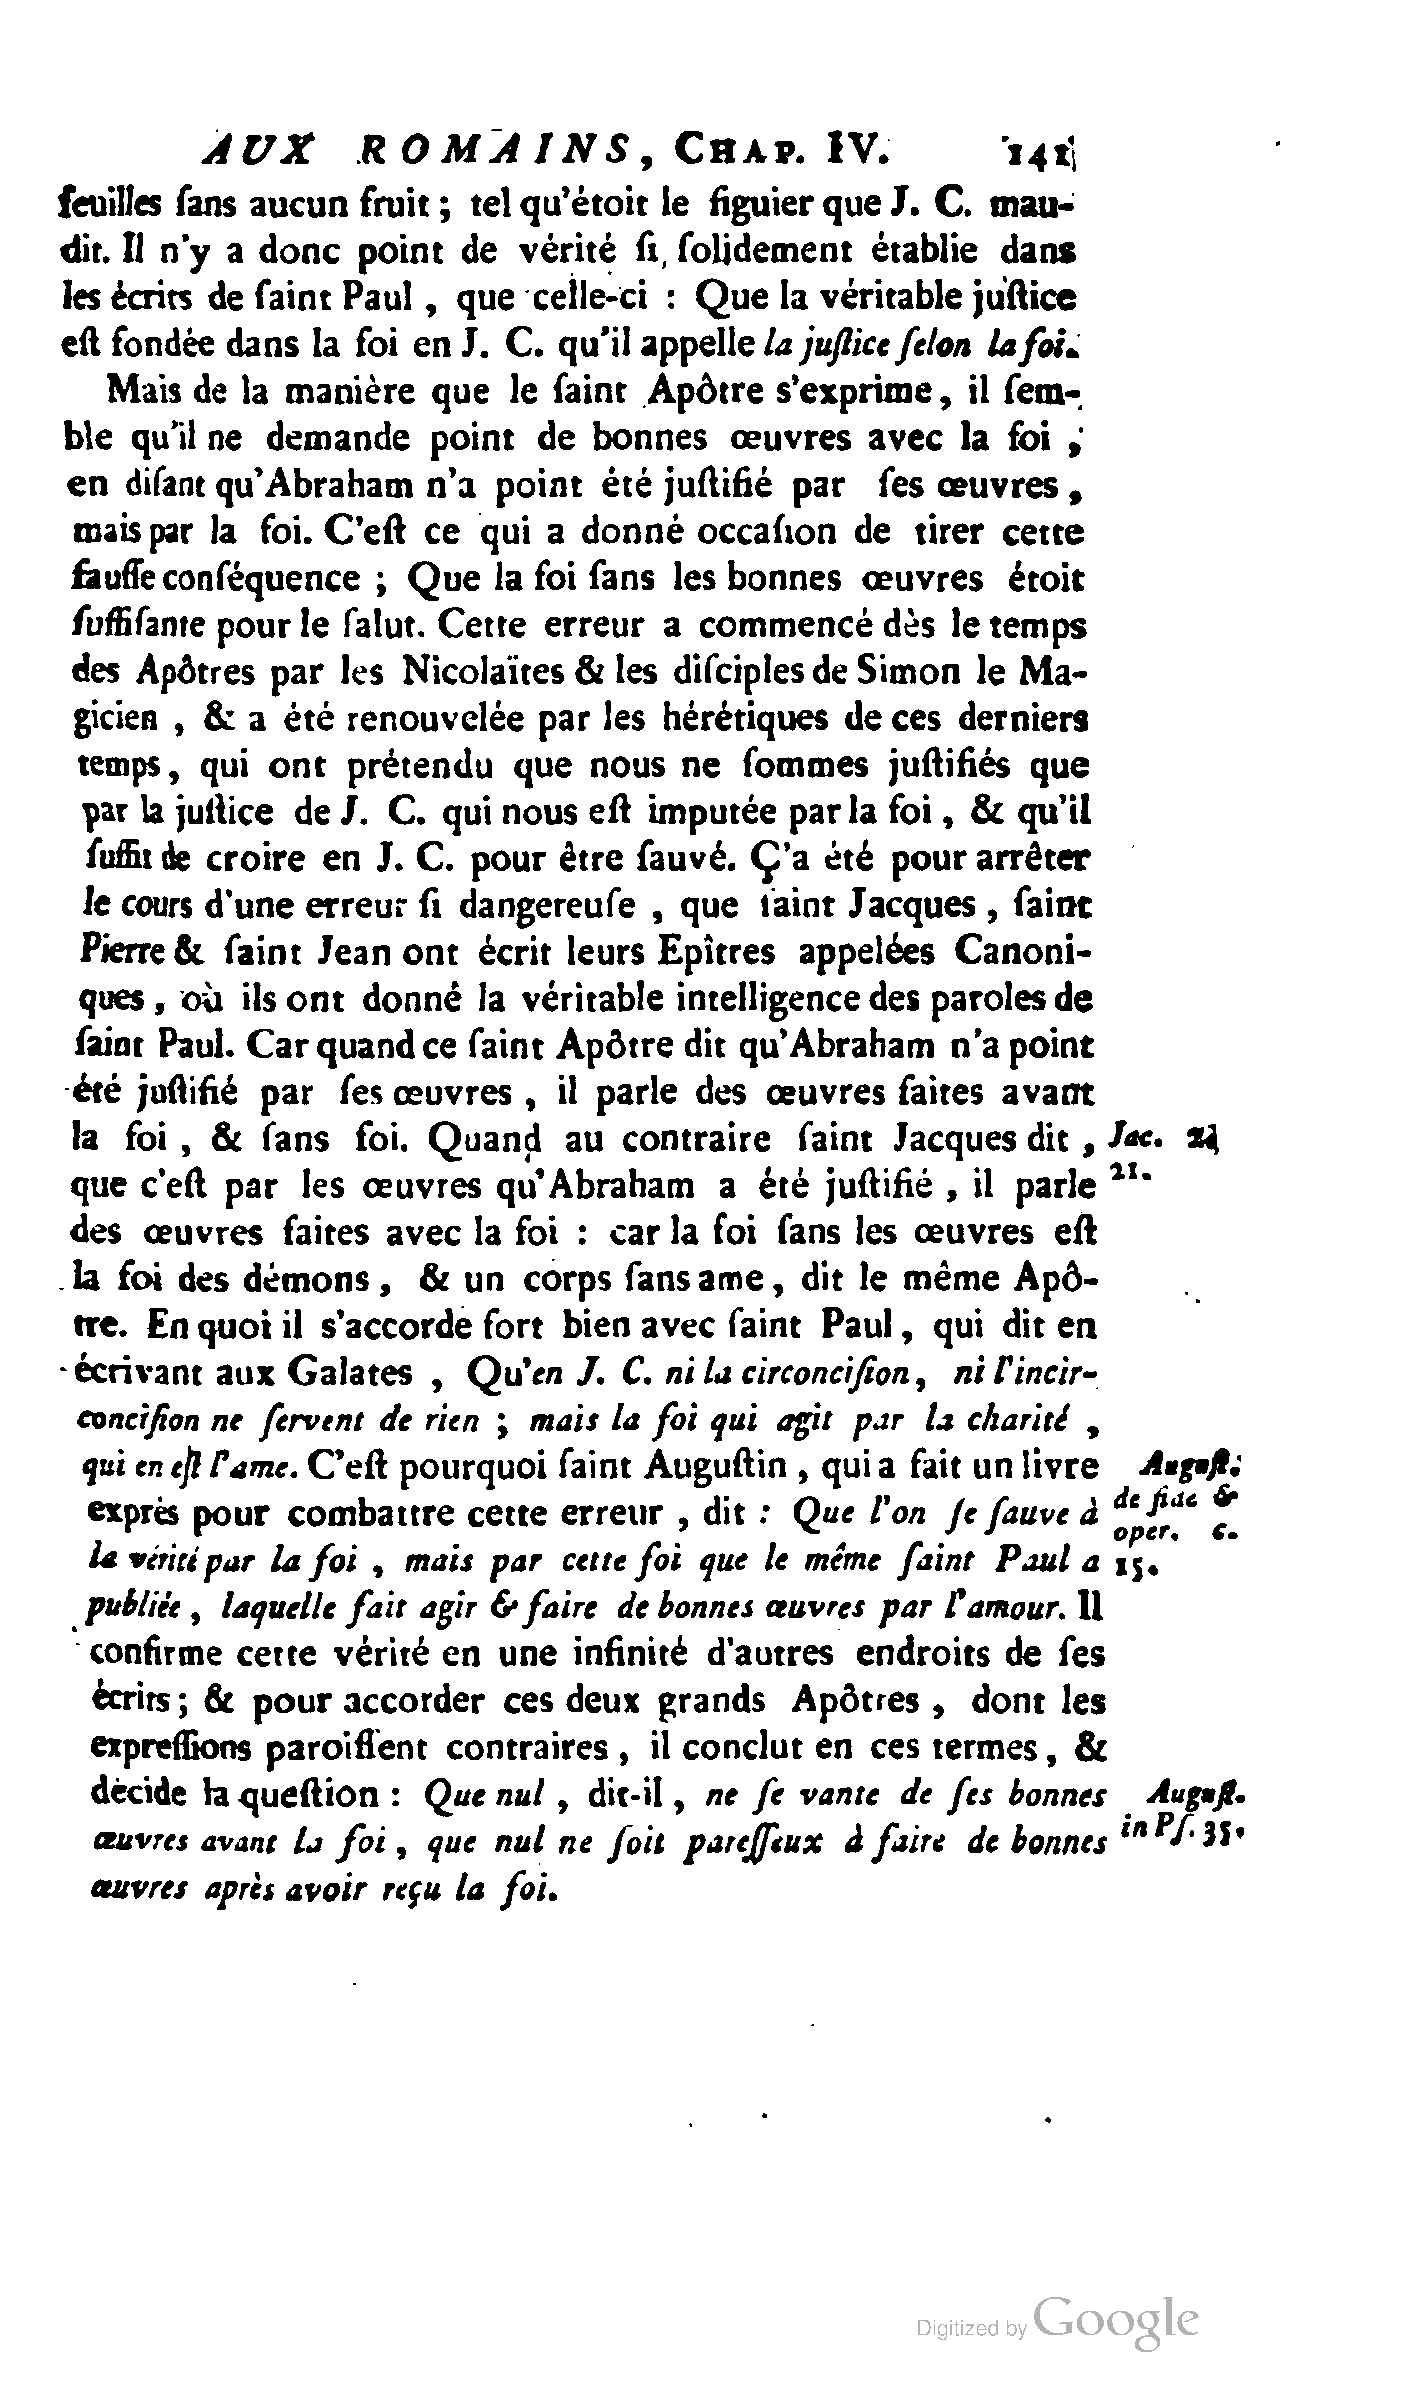 AUX ROMAINS, CHAP. IV. 141
feuilles ſans aucun fruit ; tel qu'étoit le figuier que J. C. mau-
dit. Il n'y a donc point de vérité ſi ſolidement établie dans
les écrits de ſaint Paul , que celle-ci : Que la véritable juſtice
eſt fondée dans la foi en J. C. qu'il appelle la juſtice ſelon la foi.
Mais de la manière que le ſaint Apôtre s'exprime, il ſem-
ble qu'il ne demande point de bonnes œuvres avec la foi ,
en diſant qu'Abraham n'a point été juſtifié par ſes œuvres ,
mais par la foi. C'eſt ce qui a donné occaſion de tirer cette
fauſſe conſéquence ; Que la foi ſans les bonnes œuvres étoit
ſuffiſante pour le ſalut. Cette erreur a commencé dès le temps
des Apôtres par les Nicolaïtes & les diſciples de Simon le Ma-
gicien , & a été renouvelée par les hérétiques de ces derniers
temps, qui ont prétendu que nous ne ſommes juſtifiés que
par la juſtice de J. C. qui nous eſt imputée par la foi , & qu'il
ſuffit de croire en J. C. pour être ſauvé. Ç'a été pour arrêter
le cours d'une erreur ſi dangereuſe , que ſaint Jacques , ſaint
Pierre & ſaint Jean ont écrit leurs Epîtres appelées Canoni-
ques , où ils ont donné la véritable intelligence des paroles de
ſaint Paul. Car quand ce ſaint Apôtre dit qu'Abraham n'a point
été juſtifié par ſes œuvres , il parle des œuvres faites avant
la foi , & ſans foi. Quand au contraire ſaint Jacques dit , Jac. 2.
que c'eſt par les œuvres qu'Abraham a été juſtifié , il parle 21.
des œuvres faites avec la foi : car la foi ſans les œuvres eſt
la foi des démons, & un corps ſans ame, dit le même Apô-
tre. En quoi il s'accorde fort bien avec ſaint Paul, qui dit en
écrivant aux Galates , Qu'en J. C. ni la circonciſion, ni l'incir-
conciſion ne ſervent de rien ; mais la foi qui agit par la charité ,
qui en eſt l'ame. C'eſt pourquoi ſaint Auguſtin , qui a fait un livre Auguſt.
exprès pour combattre cette erreur , dit : Que l'on ſe ſauve à de fide &
oper. c.
la vérité par la foi , mais par cette foi que le même ſaint Paul a 15.
publiée , laquelle fait agir & faire de bonnes œuvres par l'amour. Il
confirme cette vérité en une infinité d'autres endroits de ſes
écrits; & pour accorder ces deux grands Apôtres , dont les
expreſſions paroiſſent contraires, il conclut en ces termes, &
décide la queſtion : Que nul , dit-il, ne ſe vante de ſes bonnes Auguſt.
œuvres avant la foi , que nul ne ſoit pareſſeux à faire de bonnes in Pſ. 35.
œuvres après avoir reçu la foi.
Digitized by Google